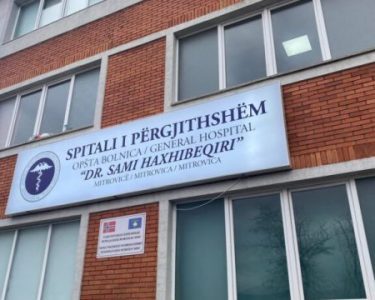 SPITALI I PËRGJITHSHËM
OPŠTA BOLNICA / GENERAL HOSPITAL
"DR. SAMI HAXHIBEQIRI"
MITROVICË / MITROVICA / MITROVICA